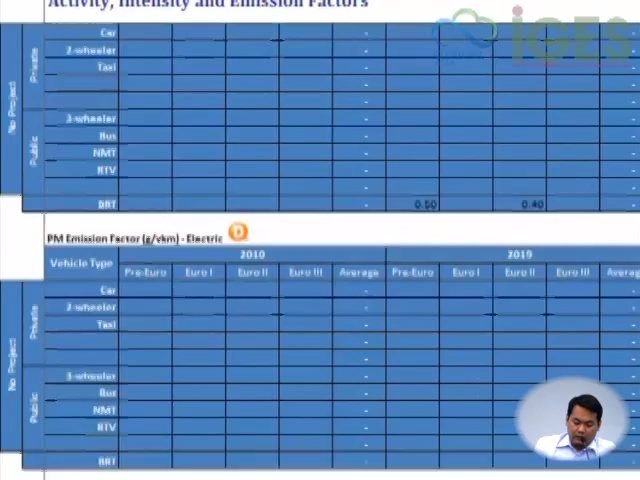 Activity, Intensity and Emission Factors
iGES
No Project
Private
Car -
2-wheeler -
Taxi -
-
-
Public
3-wheeler -
Bus -
NMT -
RTV -
-
BRT 0.50 0.40 -
PM Emission Factor (g/vkm) - Electric D
Vehicle Type 2010 2019
Pre-Euro Euro I Euro II Euro III Average Pre-Euro Euro I Euro II Euro III Averag
No Project
Private
Car - -
2-wheeler - -
Taxi - -
- -
- -
Public
3-wheeler - -
Bus -
NMT -
RTV -
-
BRT - -